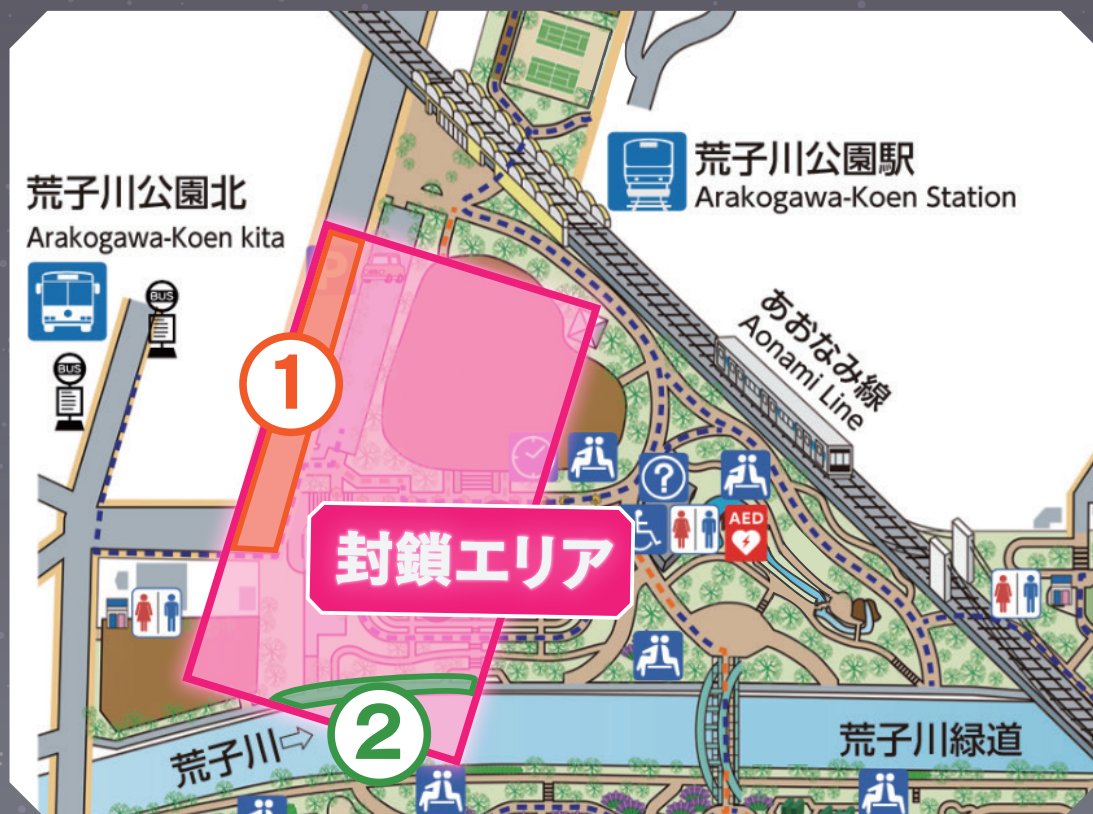 荒子川公園駅
Arakogawa-Koen Station
荒子川公園北
Arakogawa-Koen kita
BUS
BUS
P
あおなみ線
Aonami Line
①
?
AED
封鎖エリア
②
荒子川
荒子川緑道